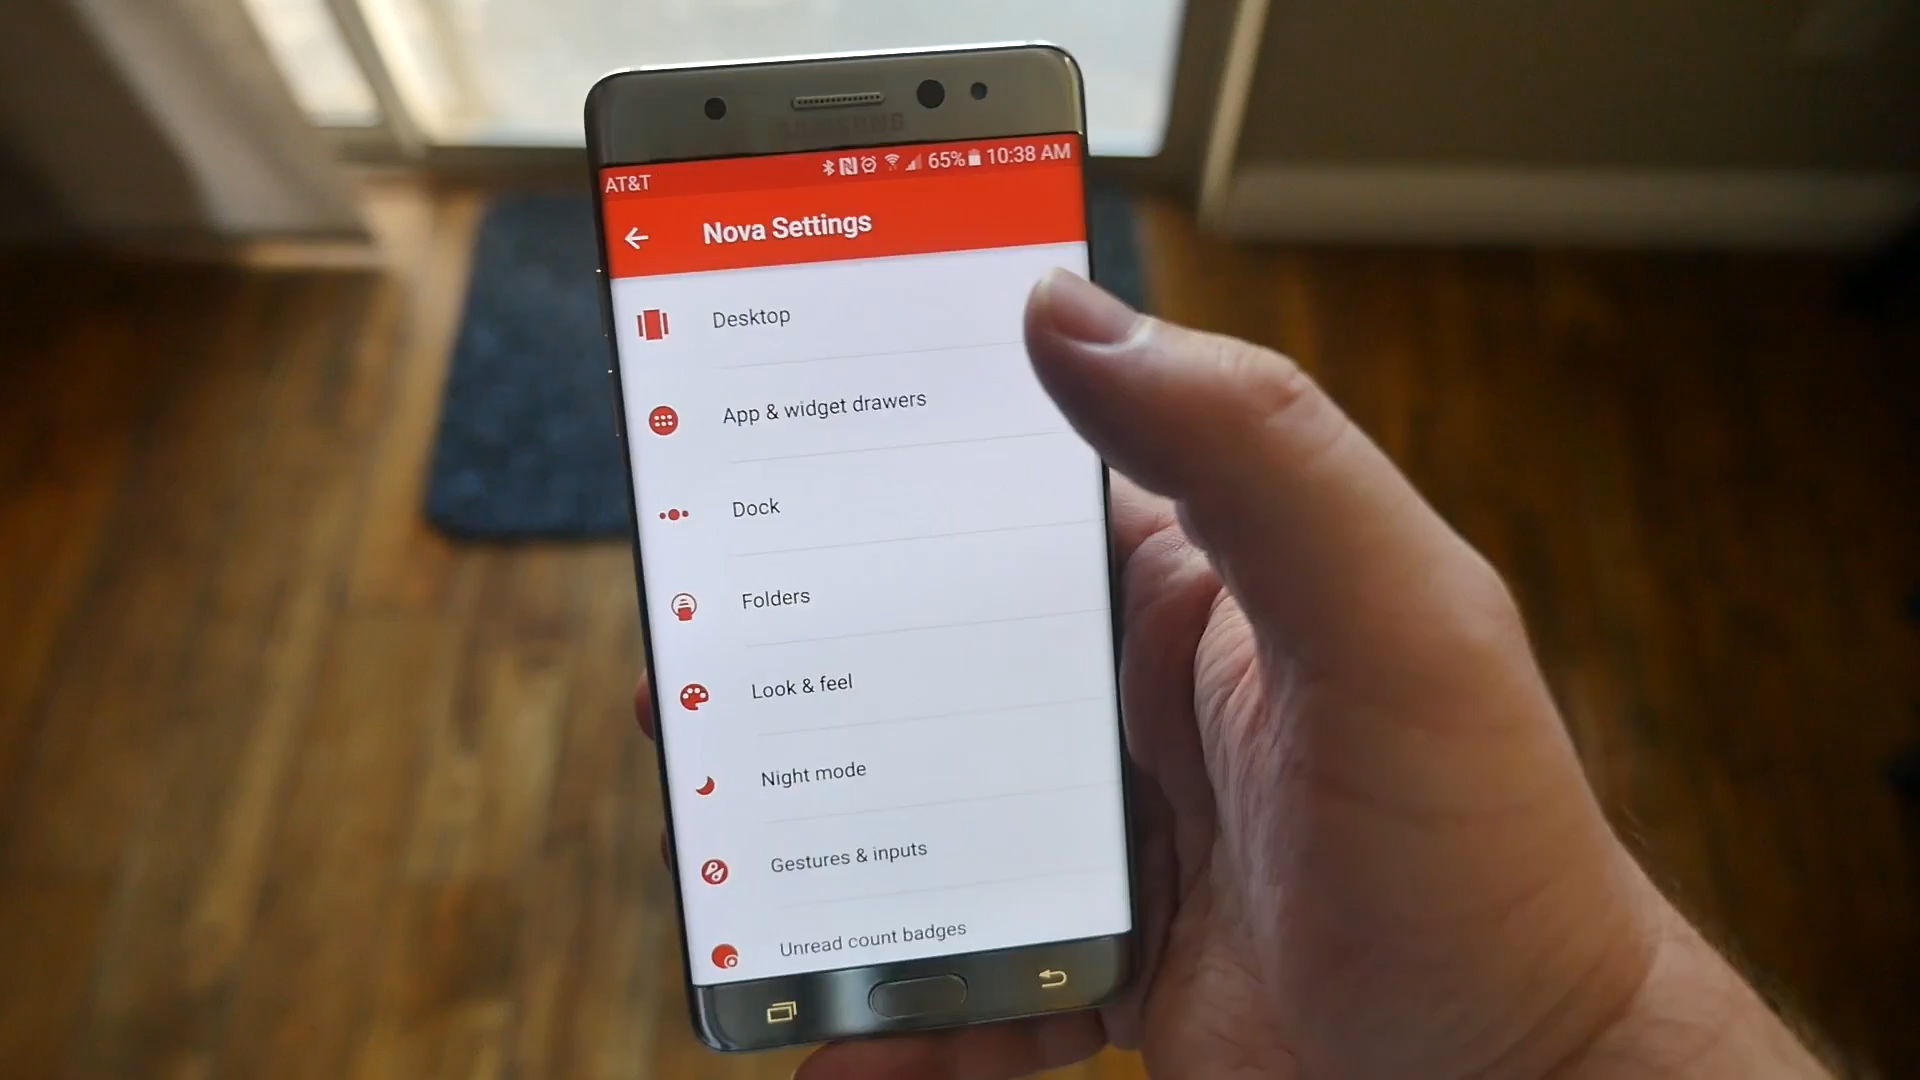 SAMSUNG
AT&T 65% 10:38 AM
Nova Settings
Desktop
App & widget drawers
Dock
Folders
Look & feel
Night mode
Gestures & inputs
Unread count badges